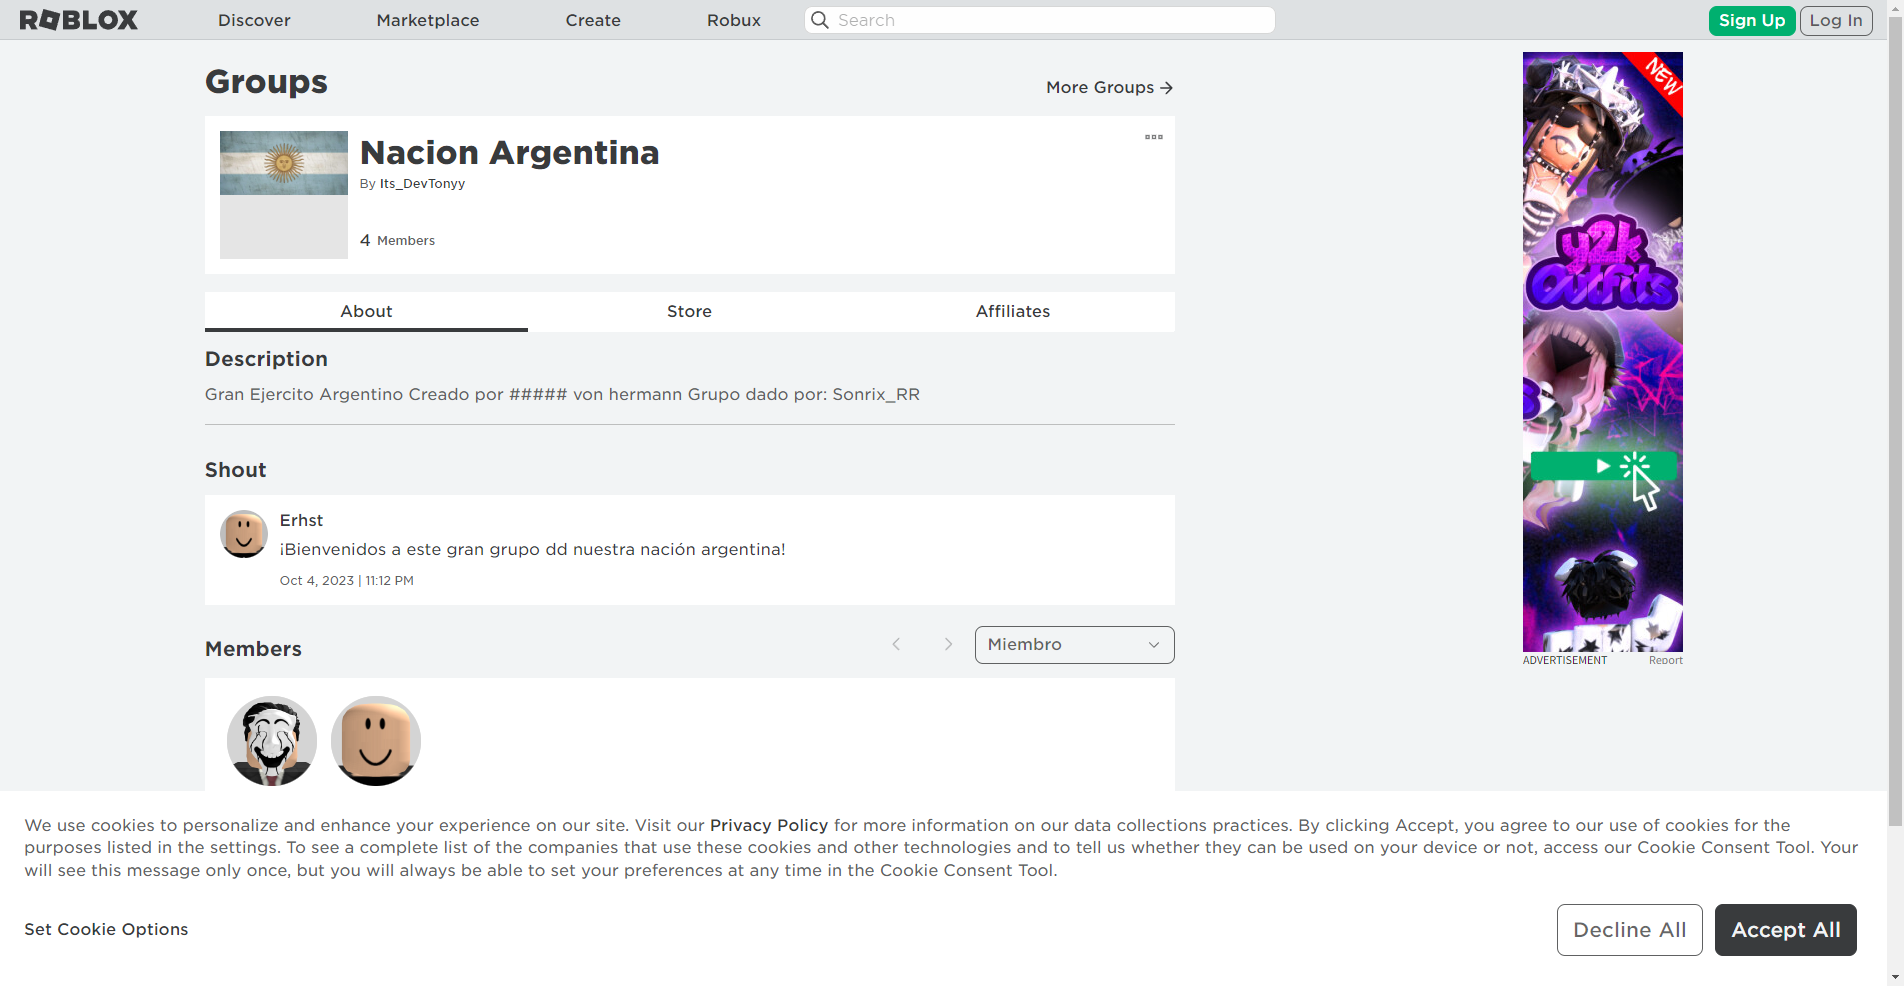 ROBLOX
Discover
Marketplace
Create
Robux
Search
Sign Up
Log In
Groups
More Groups
Nacion Argentina
By Its_DevTonyy
4 Members
About
Store
Affiliates
Description
Gran Ejercito Argentino Creado por ##### von hermann Grupo dado por: Sonrix_RR
Shout
Erhst
¡Bienvenidos a este gran grupo dd nuestra nación argentina!
Oct 4, 2023 | 11:12 PM
Members
Miembro
NEW
y2k
Outfits
ADVERTISEMENT
Report
We use cookies to personalize and enhance your experience on our site. Visit our Privacy Policy for more information on our data collections practices. By clicking Accept, you agree to our use of cookies for the
purposes listed in the settings. To see a complete list of the companies that use these cookies and other technologies and to tell us whether they can be used on your device or not, access our Cookie Consent Tool. Your
will see this message only once, but you will always be able to set your preferences at any time in the Cookie Consent Tool.
Set Cookie Options
Decline All
Accept All